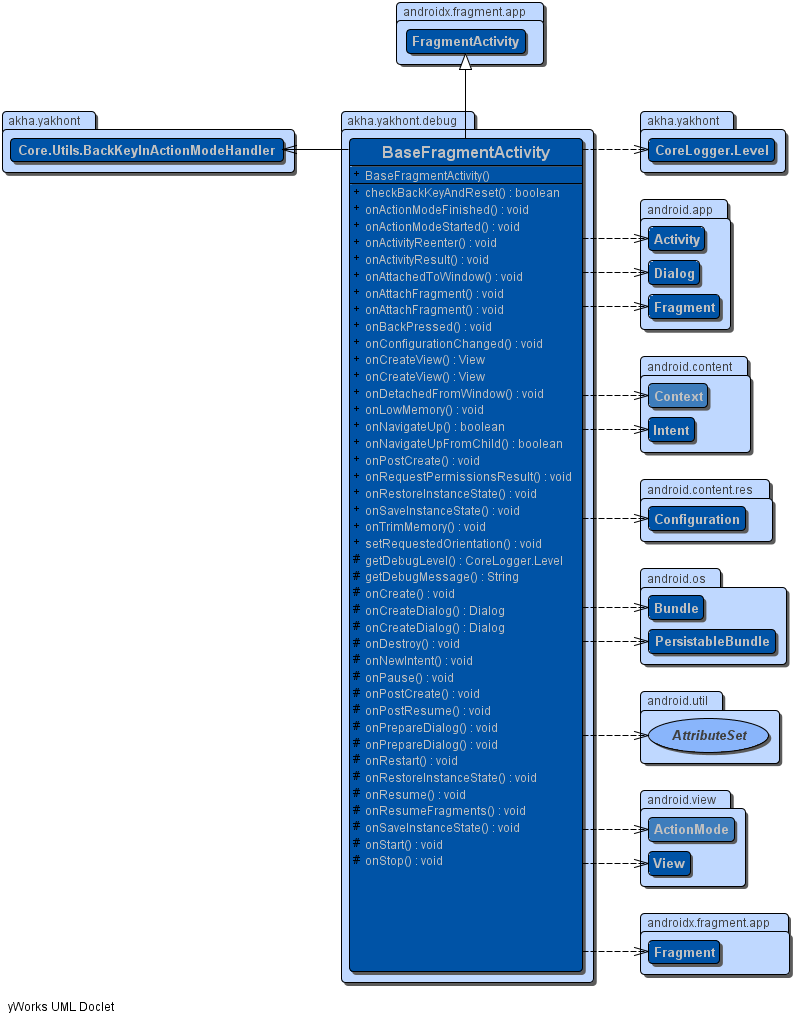 androidx.fragment.app
FragmentActivity
akha.yakhont
Core.Utils.BackKeyInActionModeHandler
akha.yakhont.debug
BaseFragmentActivity
+ BaseFragmentActivity()
+ checkBackKeyAndReset() : boolean
+ onActionModeFinished() : void
+ onActionModeStarted() : void
+ onActivityReenter() : void
+ onActivityResult() : void
+ onAttachedToWindow() : void
+ onAttachFragment() : void
+ onAttachFragment() : void
+ onBackPressed() : void
+ onConfigurationChanged() : void
+ onCreateView() : View
+ onCreateView() : View
+ onDetachedFromWindow() : void
+ onLowMemory() : void
+ onNavigateUp() : boolean
+ onNavigateUpFromChild() : boolean
+ onPostCreate() : void
+ onRequestPermissionsResult() : void
+ onRestoreInstanceState() : void
+ onSaveInstanceState() : void
+ onTrimMemory() : void
+ setRequestedOrientation() : void
# getDebugLevel() : CoreLogger.Level
# getDebugMessage() : String
# onCreate() : void
# onCreateDialog() : Dialog
# onCreateDialog() : Dialog
# onDestroy() : void
# onNewIntent() : void
# onPause() : void
# onPostCreate() : void
# onPostResume() : void
# onPrepareDialog() : void
# onPrepareDialog() : void
# onRestart() : void
# onRestoreInstanceState() : void
# onResume() : void
# onResumeFragments() : void
# onSaveInstanceState() : void
# onStart() : void
# onStop() : void
akha.yakhont
CoreLogger.Level
android.app
Activity
Dialog
Fragment
android.content
Context
Intent
android.content.res
Configuration
android.os
Bundle
PersistableBundle
android.util
AttributeSet
android.view
ActionMode
View
androidx.fragment.app
Fragment
yWorks UML Doclet